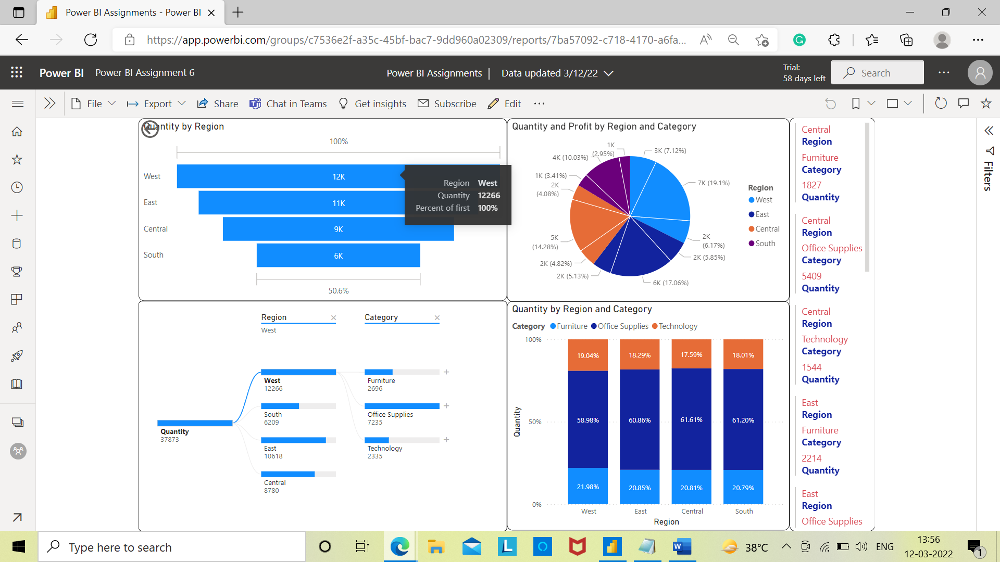 Power BI Assignments - Power BI
https://app.powerbi.com/groups/c7536e2f-a35c-45bf-bac7-9dd960a02309/reports/7ba57092-c718-4170-a6fa...
Power BI Power BI Assignment 6 Power BI Assignments | Data updated 3/12/22
Trial:
58 days left
Search
File Export Share Chat in Teams Get insights Subscribe Edit
Quantity by Region
100%
West 12K
East 11K
Central 9K
South 6K
50.6%
Region West
Quantity 12266
Percent of first 100%
Quantity and Profit by Region and Category
1K
(2.95%)
3K (7.12%)
4K (10.03%)
1K (3.41%)
7K (19.1%)
2K
(4.08%)
5K
(14.28%)
2K
(6.17%)
2K (5.85%)
2K (4.82%)
2K (5.13%)
6K (17.06%)
Region
West
East
Central
South
Region
West
Category
West
12266
South
6209
East
10618
Central
8780
Quantity
37873
Furniture
2696
Office Supplies
7235
Technology
2335
Quantity by Region and Category
Category Furniture Office Supplies Technology
100%
50%
0%
Quantity
19.04% 18.29% 17.59% 18.01%
58.98% 60.86% 61.61% 61.20%
21.98% 20.85% 20.81% 20.79%
West East Central South
Region
Central
Region
Furniture
Category
1827
Quantity
Central
Region
Office Supplies
Category
5409
Quantity
Central
Region
Technology
Category
1544
Quantity
East
Region
Furniture
Category
2214
Quantity
East
Region
Office Supplies
Filters
Type here to search
38°C
ENG
13:56
12-03-2022
1